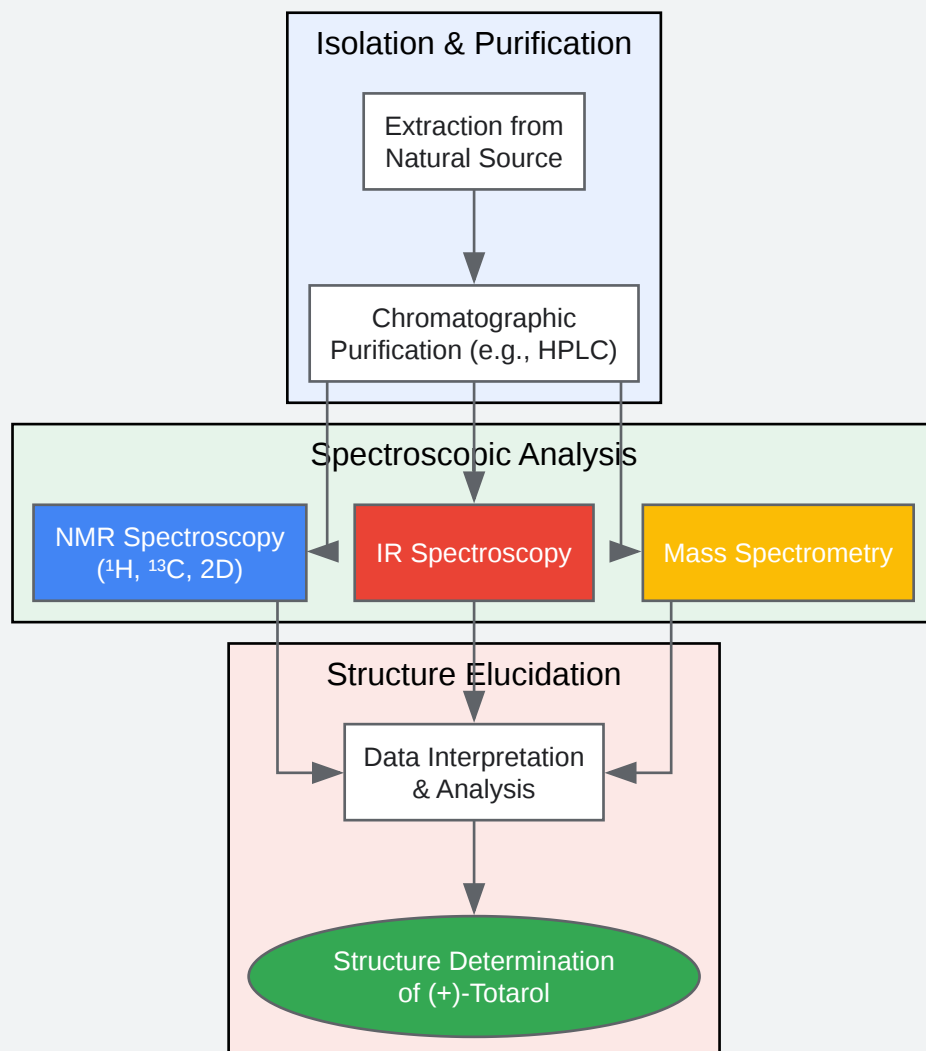 Isolation & Purification
Extraction from
Natural Source
Chromatographic
Purification (e.g., HPLC)
Spectroscopic Analysis
NMR Spectroscopy
(¹H, ¹³C, 2D)
IR Spectroscopy
Mass Spectrometry
Structure Elucidation
Data Interpretation
& Analysis
Structure Determination
of (+)-Totarol